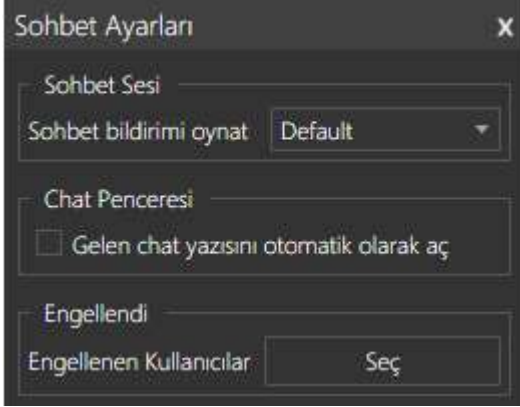 Sohbet Ayarları X
Sohbet Sesi
Sohbet bildirimi oynat Default
Chat Penceresi
Gelen chat yazısını otomatik olarak aç
Engellendi
Engellenen Kullanıcılar Seç